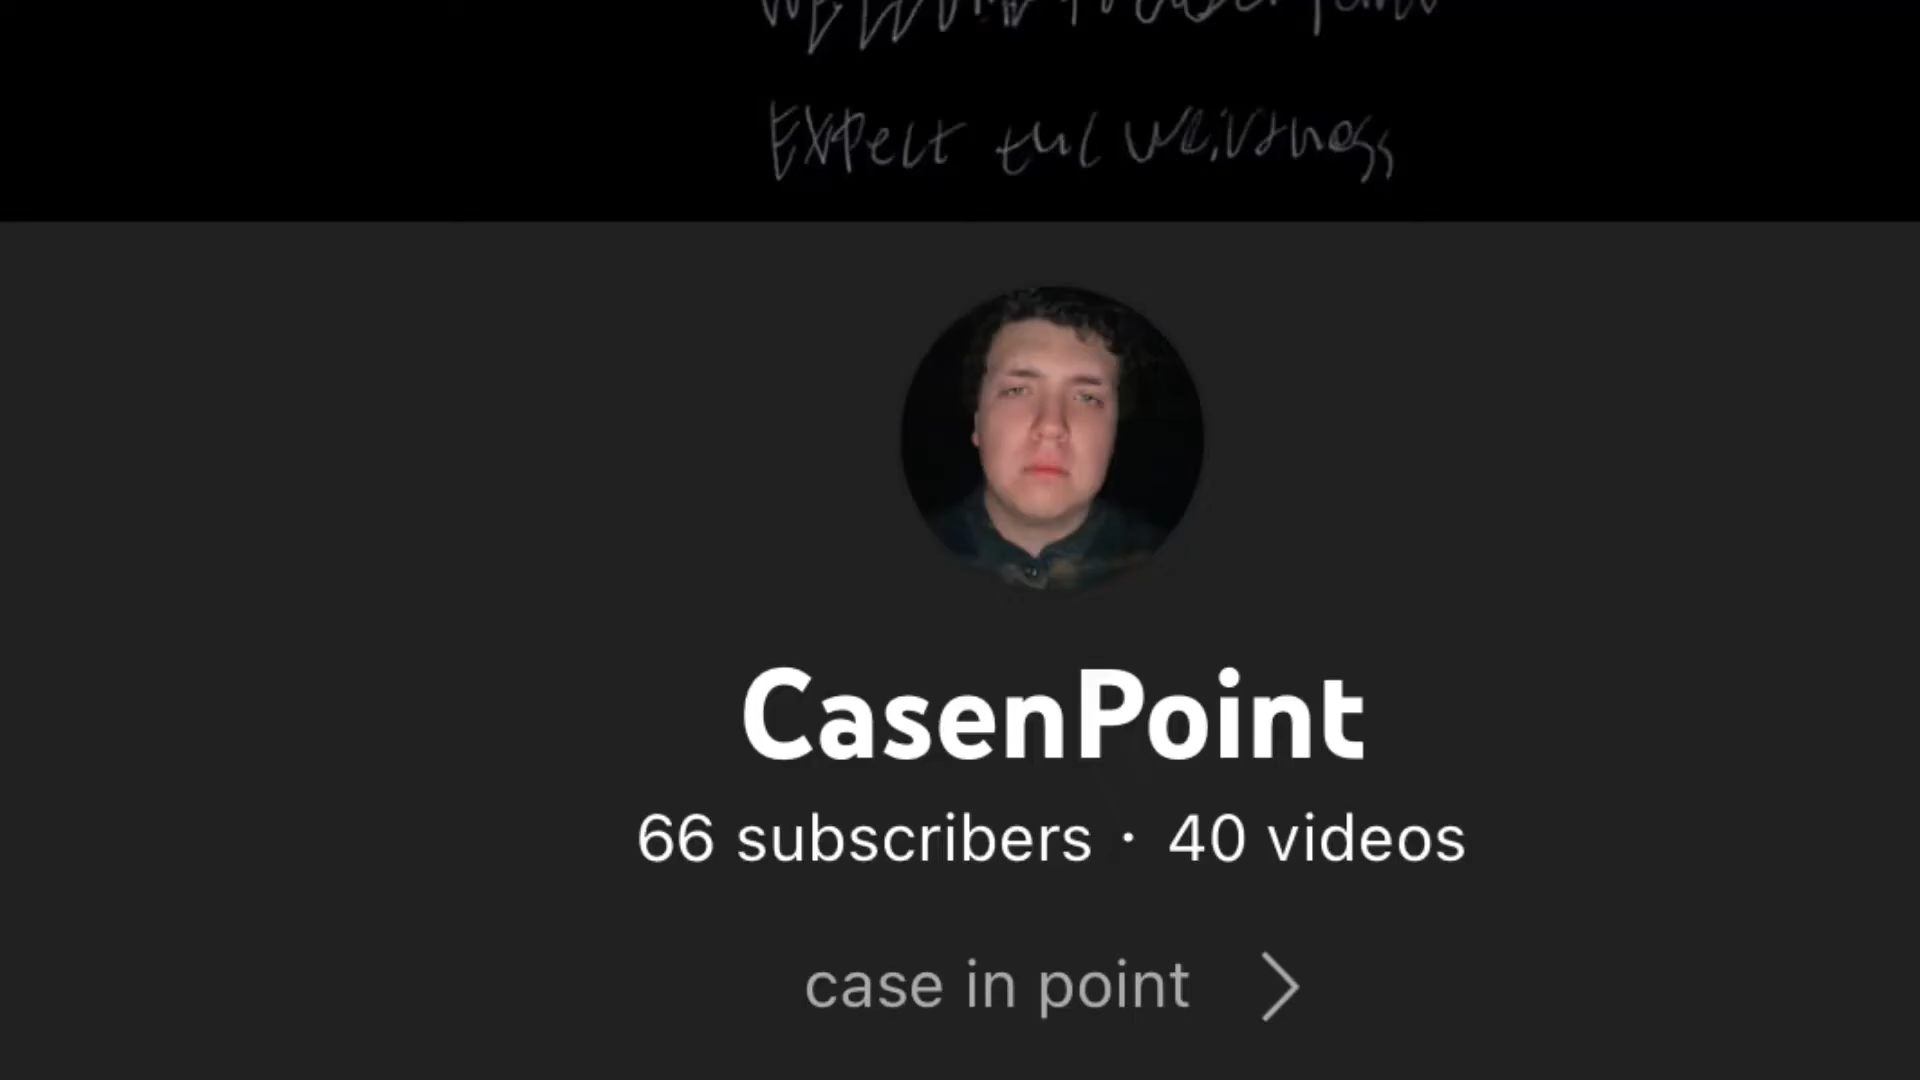 Expect the weirdness
CasenPoint
66 subscribers · 40 videos
case in point